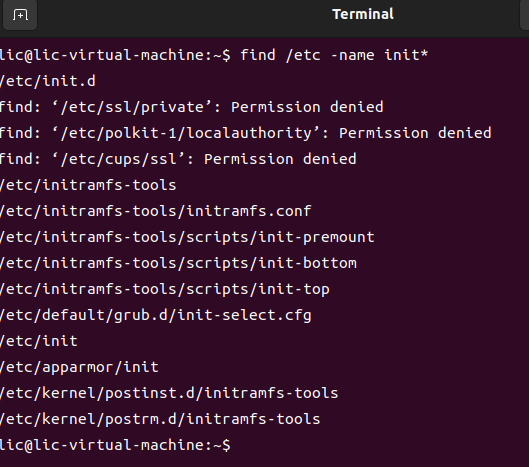 Terminal
lic@lic-virtual-machine:~$ find /etc -name init*
/etc/init.d
find: ‘/etc/ssl/private’: Permission denied
find: ‘/etc/polkit-1/localauthority’: Permission denied
find: ‘/etc/cups/ssl’: Permission denied
/etc/initramfs-tools
/etc/initramfs-tools/initramfs.conf
/etc/initramfs-tools/scripts/init-premount
/etc/initramfs-tools/scripts/init-bottom
/etc/initramfs-tools/scripts/init-top
/etc/default/grub.d/init-select.cfg
/etc/init
/etc/apparmor/init
/etc/kernel/postinst.d/initramfs-tools
/etc/kernel/postrm.d/initramfs-tools
lic@lic-virtual-machine:~$